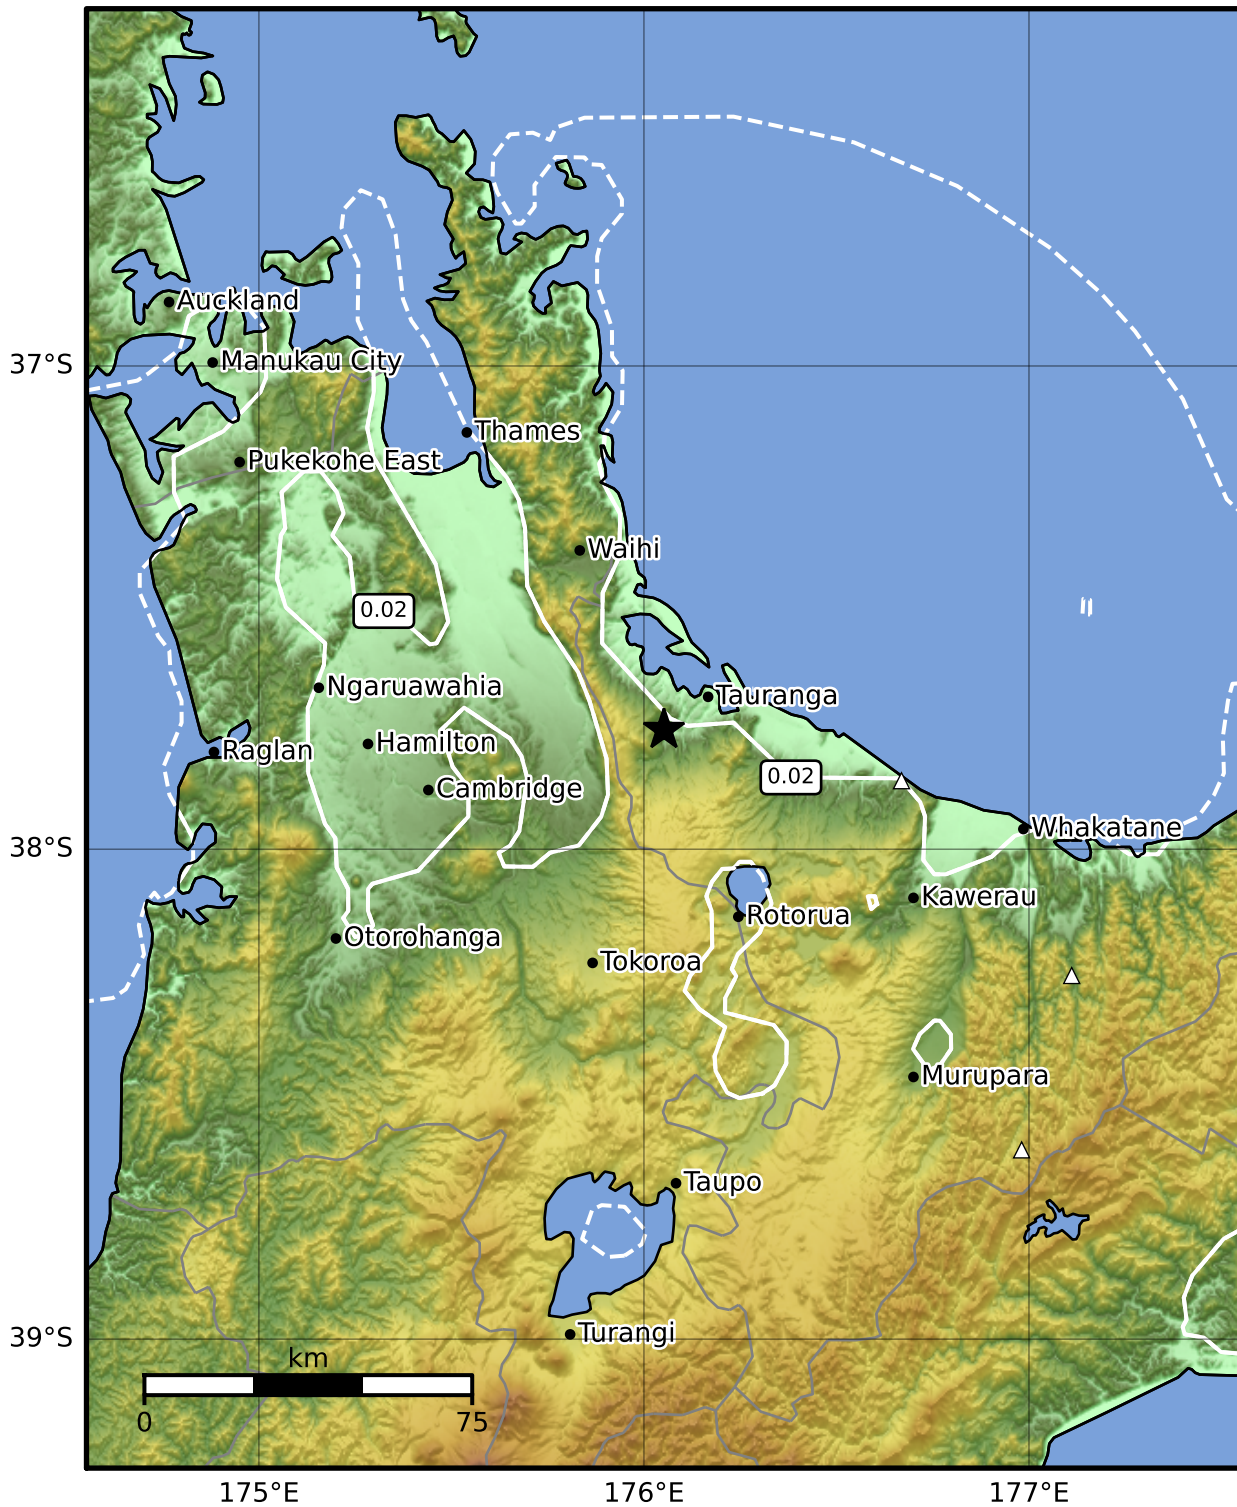 Auckland
37°S
Manukau City
Thames
Pukekohe East
Waihi
0.02
Ngaruawahia
Tauranga
Raglan
Hamilton
0.02
Cambridge
Whakatane
38°S
Kawerau
Rotorua
Otorohanga
Tokoroa
Murupara
Taupo
39°S
Turangi
km
0
75
175°E
176°E
177°E